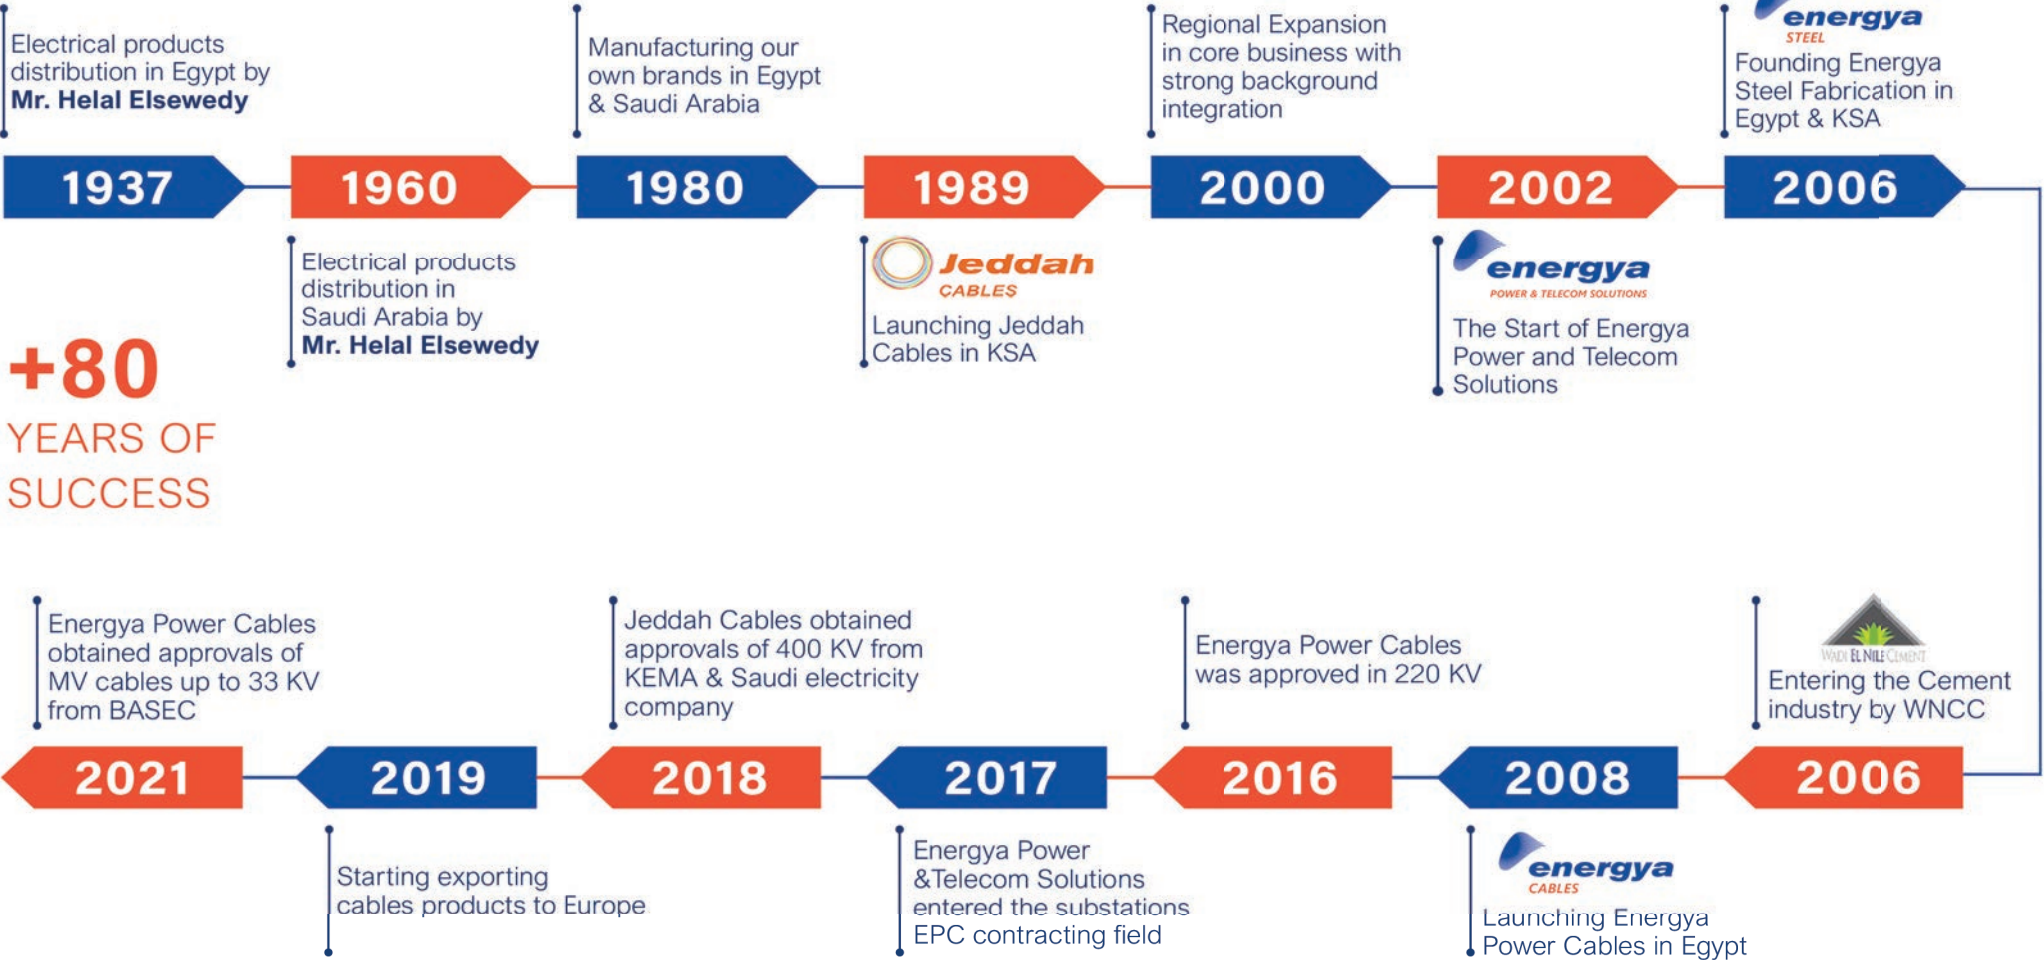 Electrical products
distribution in Egypt by
Mr. Helal Elsewedy
1937
1960
Electrical products
distribution in
Saudi Arabia by
Mr. Helal Elsewedy
Manufacturing our
own brands in Egypt
& Saudi Arabia
1980
1989
Jeddah
CABLES
Launching Jeddah
Cables in KSA
Regional Expansion
in core business with
strong background
integration
2000
2002
energya
POWER & TELECOM SOLUTIONS
The Start of Energya
Power and Telecom
Solutions
energya
STEEL
Founding Energya
Steel Fabrication in
Egypt & KSA
2006
+80
YEARS OF
SUCCESS
WADI EL NILE CEMENT
Entering the Cement
industry by WNCC
2006
2008
energya
CABLES
Launching Energya
Power Cables in Egypt
Energya Power Cables
was approved in 220 KV
2016
2017
Energya Power
&Telecom Solutions
entered the substations
EPC contracting field
Jeddah Cables obtained
approvals of 400 KV from
KEMA & Saudi electricity
company
2018
2019
Starting exporting
cables products to Europe
Energya Power Cables
obtained approvals of
MV cables up to 33 KV
from BASEC
2021